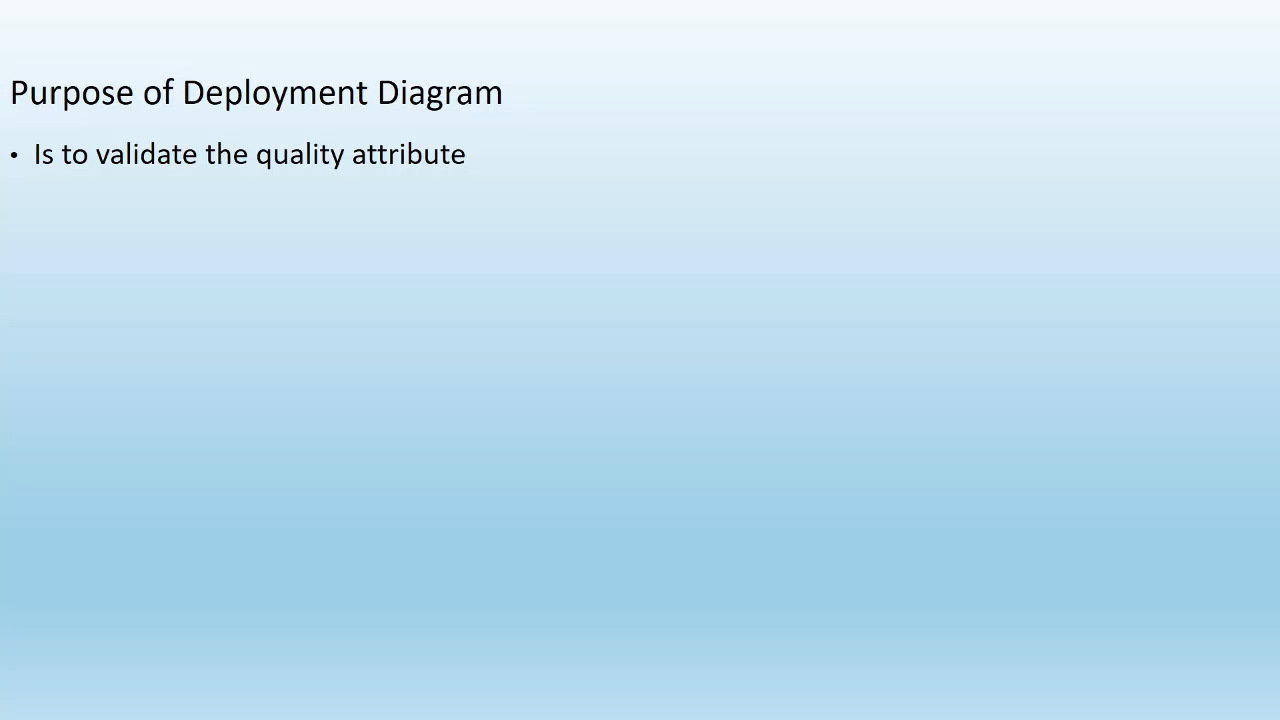 Purpose of Deployment Diagram
• Is to validate the quality attribute